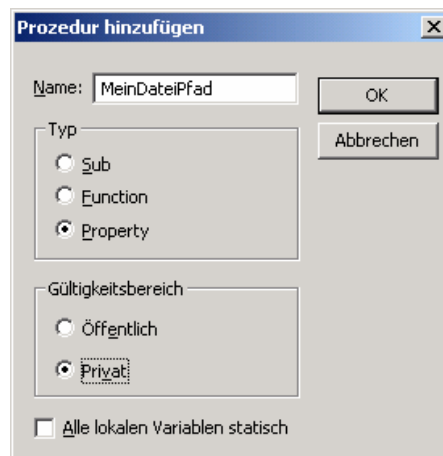 Prozedur hinzufügen
Name: MeinDateiPfad
OK
Abbrechen
Typ
Sub
Function
Property
Gültigkeitsbereich
Öffentlich
Privat
Alle lokalen Variablen statisch